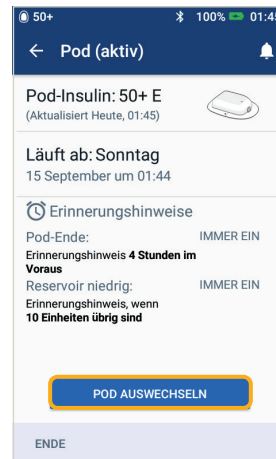 50+ 100% 01:45
Pod (aktiv)
Pod-Insulin: 50+ E
(Aktualisiert Heute, 01:45)
Läuft ab: Sonntag
15 September um 01:44
Erinnerungshinweise
Pod-Ende: IMMER EIN
Erinnerungshinweis 4 Stunden im
Voraus
Reservoir niedrig: IMMER EIN
Erinnerungshinweis, wenn
10 Einheiten übrig sind
POD AUSWECHSELN
ENDE